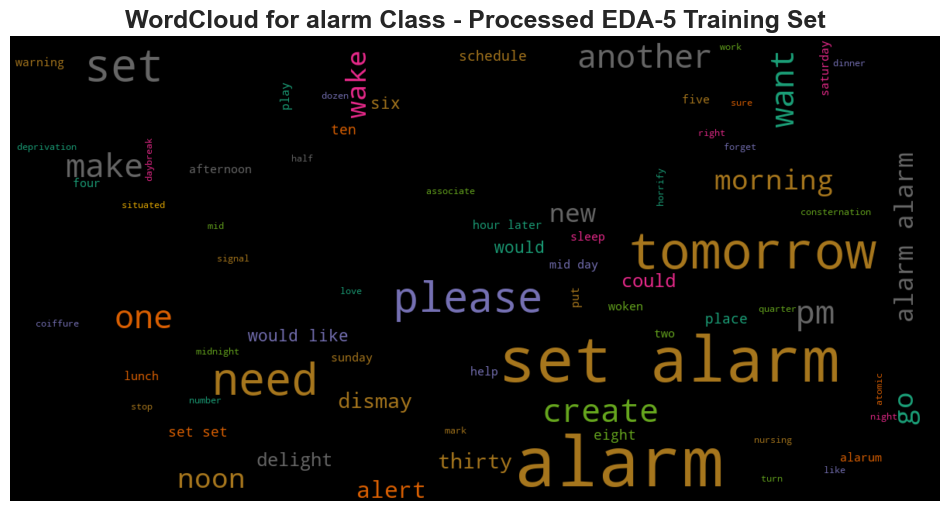 WordCloud for alarm Class - Processed EDA-5 Training Set
warning
set
schedule
another
work
want
saturday
dinner
wake
play
dozen
six
five
sure
ten
right
forget
deprivation
daybreak
make
four
afternoon
half
associate
horrify
morning
alarm alarm
situated
mid
new
hour later
would
sleep
consternation
tomorrow
signal
mid day
could
love
please
put
woken
place
quarter
pm
coiffure
one
would like
two
midnight
sunday
set alarm
lunch
need
help
atomic
stop
number
dismay
create
go
night
set set
mark
eight
nursing
noon
delight
thirty
alarm
alarum
like
turn
alert